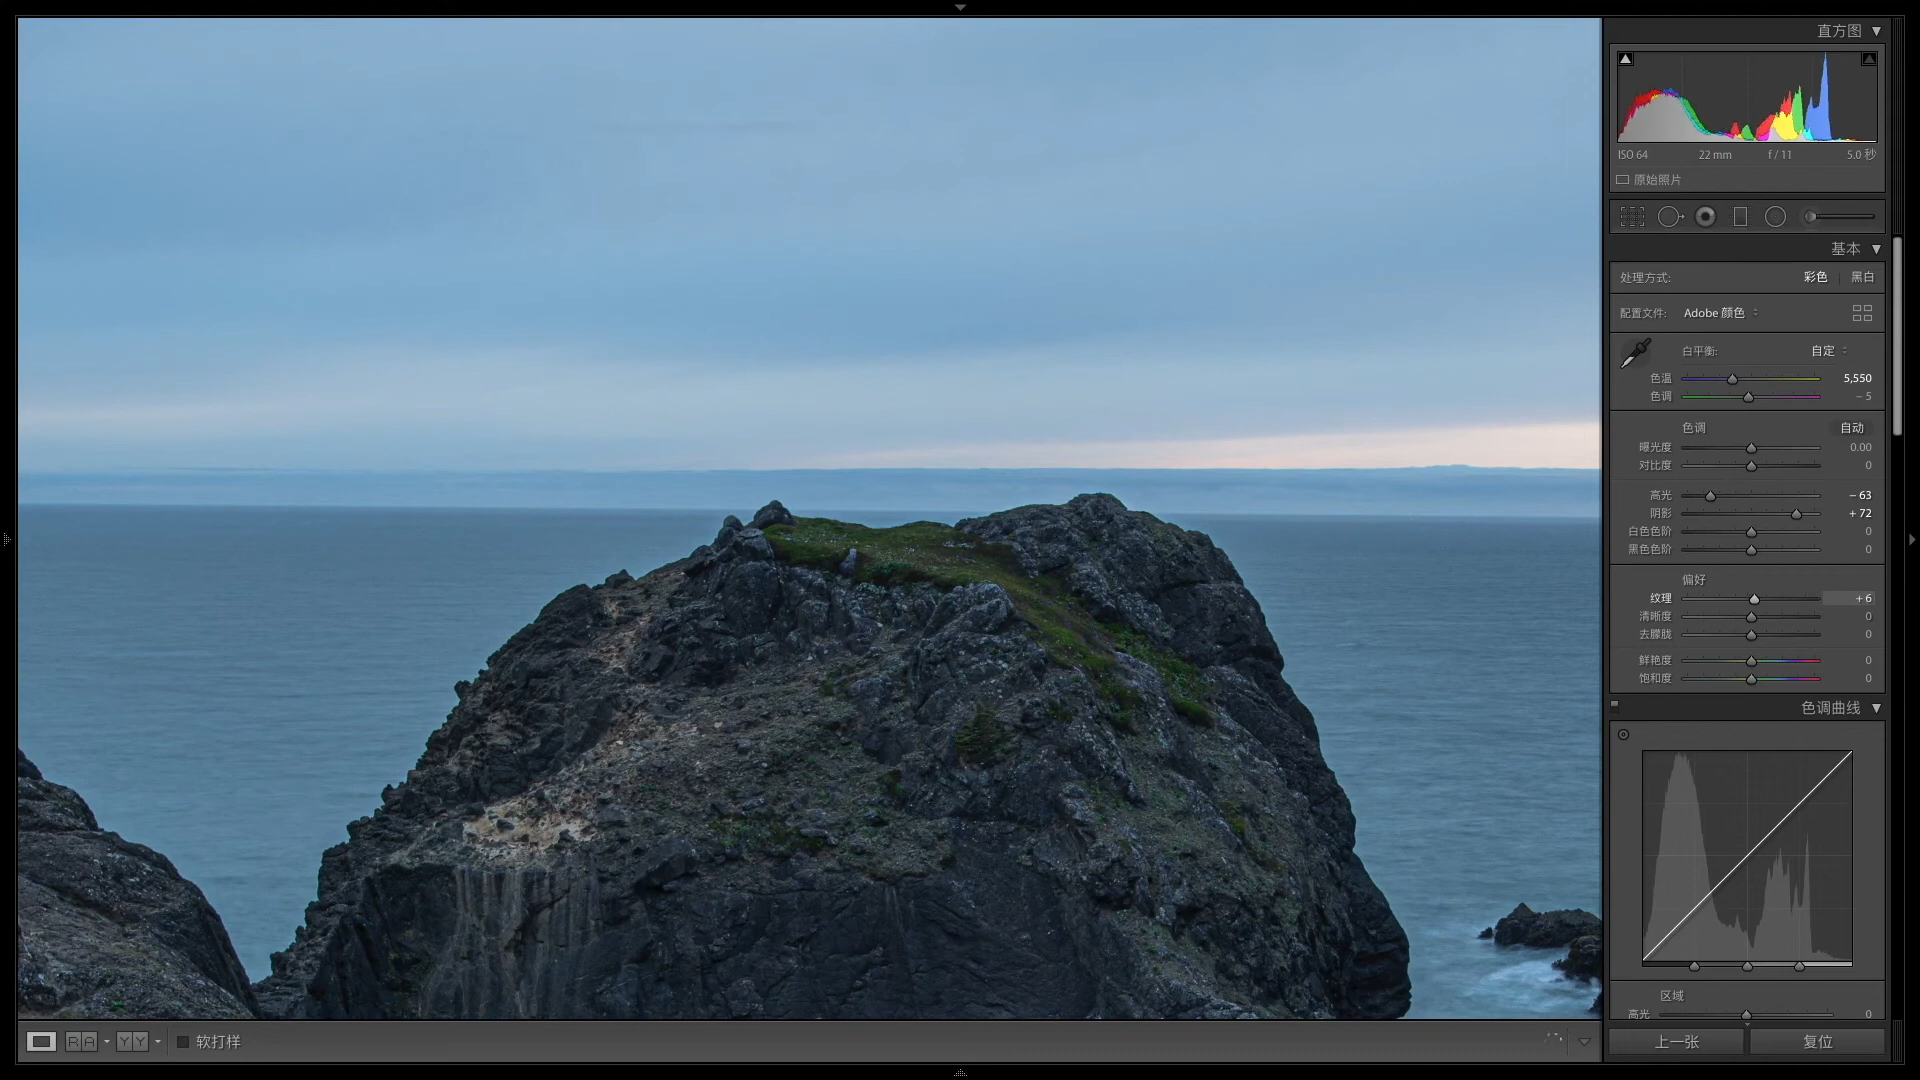 直方图
ISO 64 22 mm f / 11 5.0 秒
原始照片
基本
处理方式: 彩色 黑白
配置文件: Adobe 颜色
白平衡: 自定
色温 5,550
色调 - 5
色调 自动
曝光度 0.00
对比度 0
高光 - 63
阴影 + 72
白色色阶 0
黑色色阶 0
偏好
纹理 + 6
清晰度 0
去朦胧 0
鲜艳度 0
饱和度 0
色调曲线
区域
高光 0
R A Y Y 软打样
上一张 复位